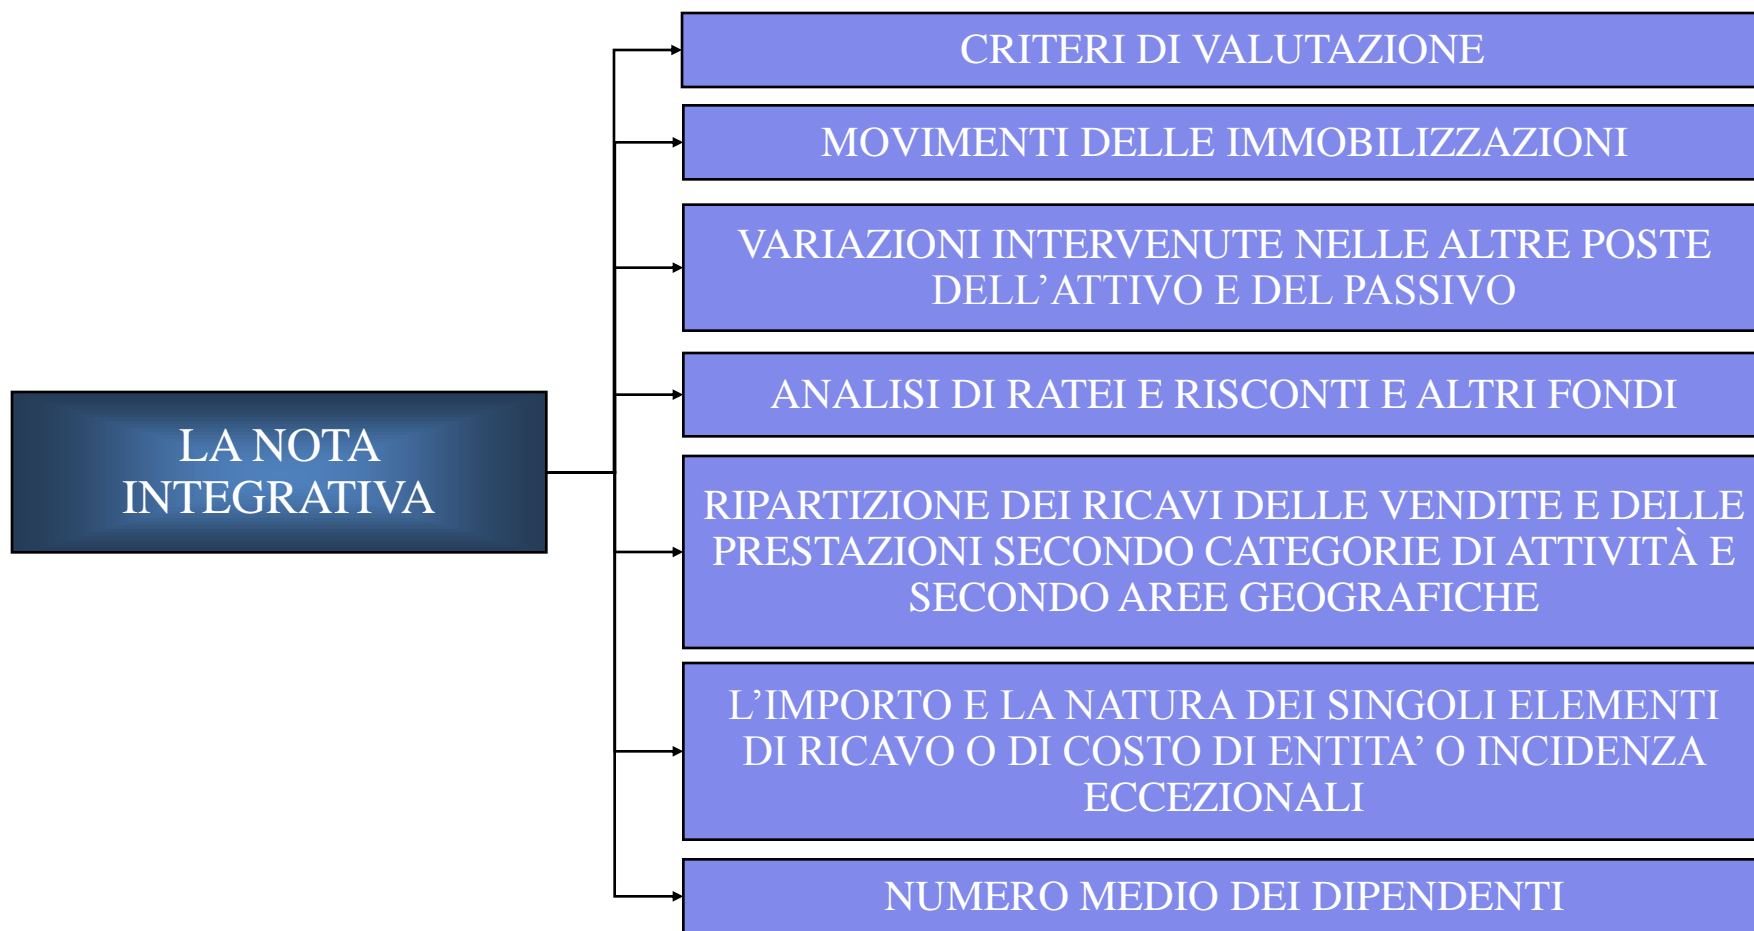 CRITERI DI VALUTAZIONE
MOVIMENTI DELLE IMMOBILIZZAZIONI
VARIAZIONI INTERVENUTE NELLE ALTRE POSTE
DELL’ATTIVO E DEL PASSIVO
ANALISI DI RATEI E RISCONTI E ALTRI FONDI
LA NOTA
INTEGRATIVA
RIPARTIZIONE DEI RICAVI DELLE VENDITE E DELLE
PRESTAZIONI SECONDO CATEGORIE DI ATTIVITÀ E
SECONDO AREE GEOGRAFICHE
L’IMPORTO E LA NATURA DEI SINGOLI ELEMENTI
DI RICAVO O DI COSTO DI ENTITA’ O INCIDENZA
ECCEZIONALI
NUMERO MEDIO DEI DIPENDENTI